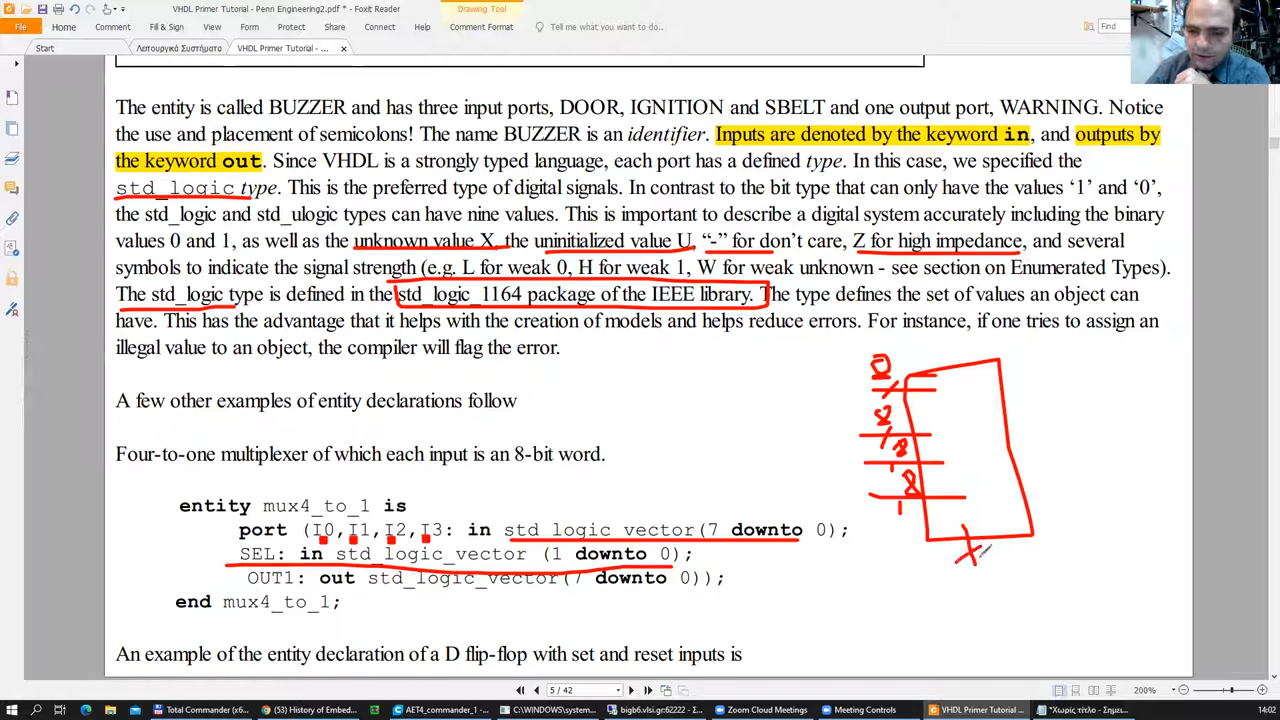 VHDL Primer Tutorial - Penn Engineering2.pdf * - Foxit Reader
Drawing Tool
File Home Comment Fill & Sign View Form Protect Share Connect Help Comment Format Tell me what you want to do... Find
Start Λειτουργικά Συστήματα VHDL Primer Tutorial - ...
The entity is called BUZZER and has three input ports, DOOR, IGNITION and SBELT and one output port, WARNING. Notice
the use and placement of semicolons! The name BUZZER is an identifier. Inputs are denoted by the keyword in, and outputs by
the keyword out. Since VHDL is a strongly typed language, each port has a defined type. In this case, we specified the
std_logic type. This is the preferred type of digital signals. In contrast to the bit type that can only have the values ‘1’ and ‘0’,
the std_logic and std_ulogic types can have nine values. This is important to describe a digital system accurately including the binary
values 0 and 1, as well as the unknown value X, the uninitialized value U, “-” for don’t care, Z for high impedance, and several
symbols to indicate the signal strength (e.g. L for weak 0, H for weak 1, W for weak unknown - see section on Enumerated Types).
The std_logic type is defined in the std_logic_1164 package of the IEEE library. The type defines the set of values an object can
have. This has the advantage that it helps with the creation of models and helps reduce errors. For instance, if one tries to assign an
illegal value to an object, the compiler will flag the error.
A few other examples of entity declarations follow
Four-to-one multiplexer of which each input is an 8-bit word.
8
8
8
entity mux4_to_1 is
port (I0,I1,I2,I3: in std_logic_vector(7 downto 0);
SEL: in std_logic_vector (1 downto 0);
OUT1: out std_logic_vector(7 downto 0));
end mux4_to_1;
An example of the entity declaration of a D flip-flop with set and reset inputs is
5 / 42 200%
Total Commander (x6... (53) History of Embed... AET4_commander_1 -... C:\WINDOWS\system... bigb6.vlsi.gr:62222 - ... Zoom Cloud Meetings Meeting Controls VHDL Primer Tutorial -... *Χωρίς τίτλο - Σημει... 14:02